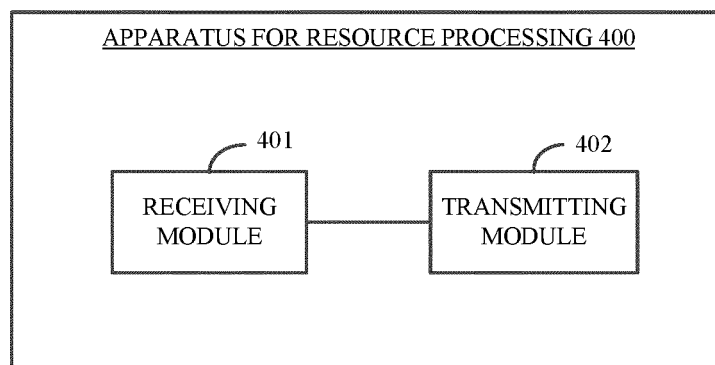 APPARATUS FOR RESOURCE PROCESSING 400
401
402
RECEIVING
MODULE
TRANSMITTING
MODULE